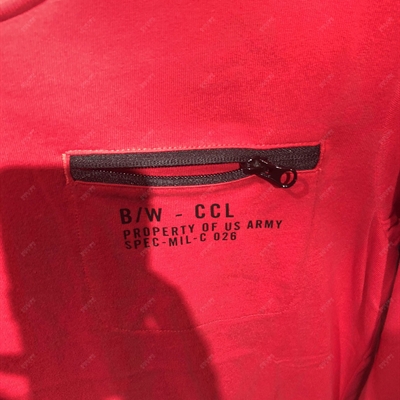 B/W - CCL
PROPERTY OF US ARMY
SPEC-MIL-C 026